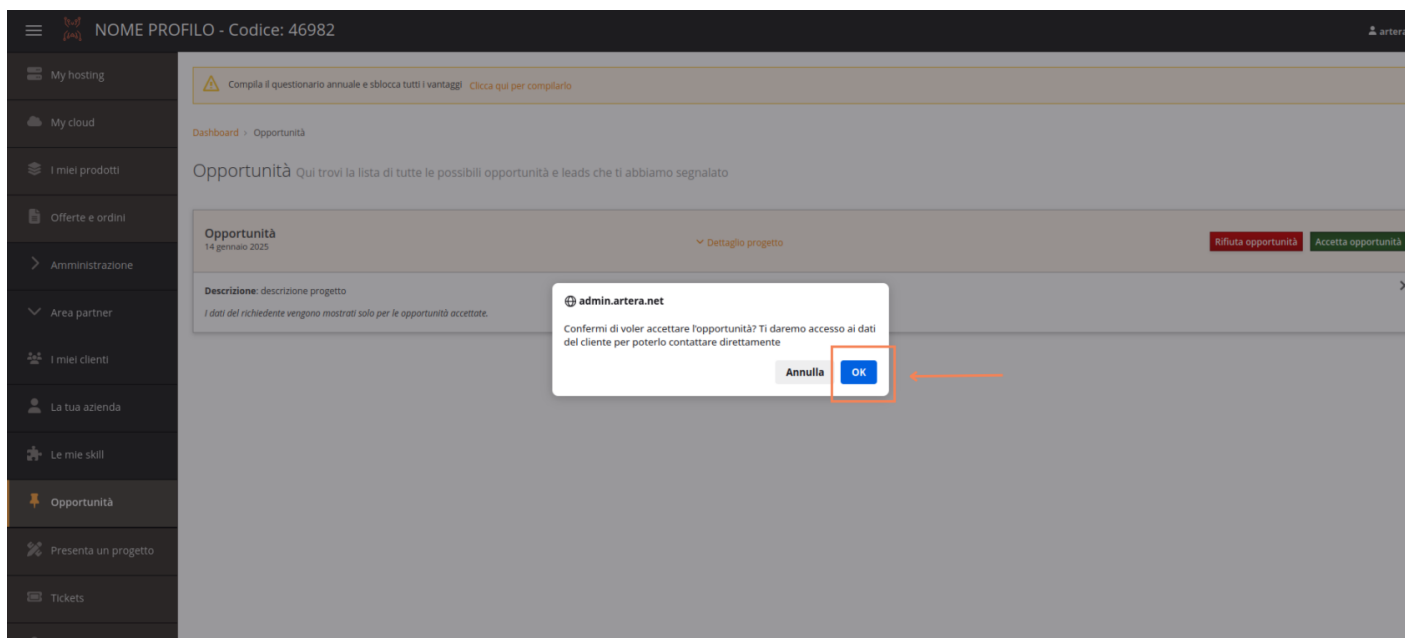 NOME PROFILO - Codice: 46982
artera
My hosting
My cloud
I miei prodotti
Offerte e ordini
Amministrazione
Area partner
I miei clienti
La tua azienda
Le mie skill
Opportunità
Presenta un progetto
Tickets
Compila il questionario annuale e sblocca tutti i vantaggi Clicca qui per compilarlo
Dashboard › Opportunità
Opportunità Qui trovi la lista di tutte le possibili opportunità e leads che ti abbiamo segnalato
Opportunità
14 gennaio 2025
Dettaglio progetto
Rifiuta opportunità
Accetta opportunità
Descrizione: descrizione progetto
I dati del richiedente vengono mostrati solo per le opportunità accettate.
admin.artera.net
Confermi di voler accettare l'opportunità? Ti daremo accesso ai dati
del cliente per poterlo contattare direttamente
Annulla
OK